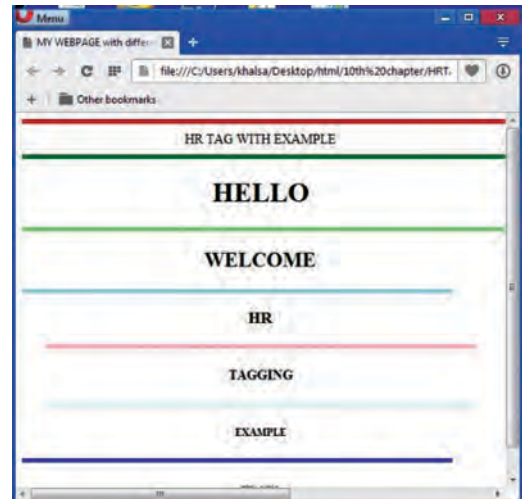 Menu
MY WEBPAGE with differ
file:///C:/Users/khalsa/Desktop/html/10th%20chapter/HRT.
Other bookmarks
HR TAG WITH EXAMPLE
HELLO
WELCOME
HR
TAGGING
EXAMPLE